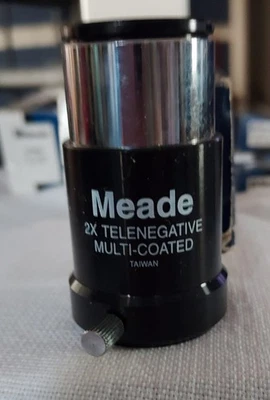 Meade
2X TELENEGATIVE
MULTI-COATED
TAIWAN